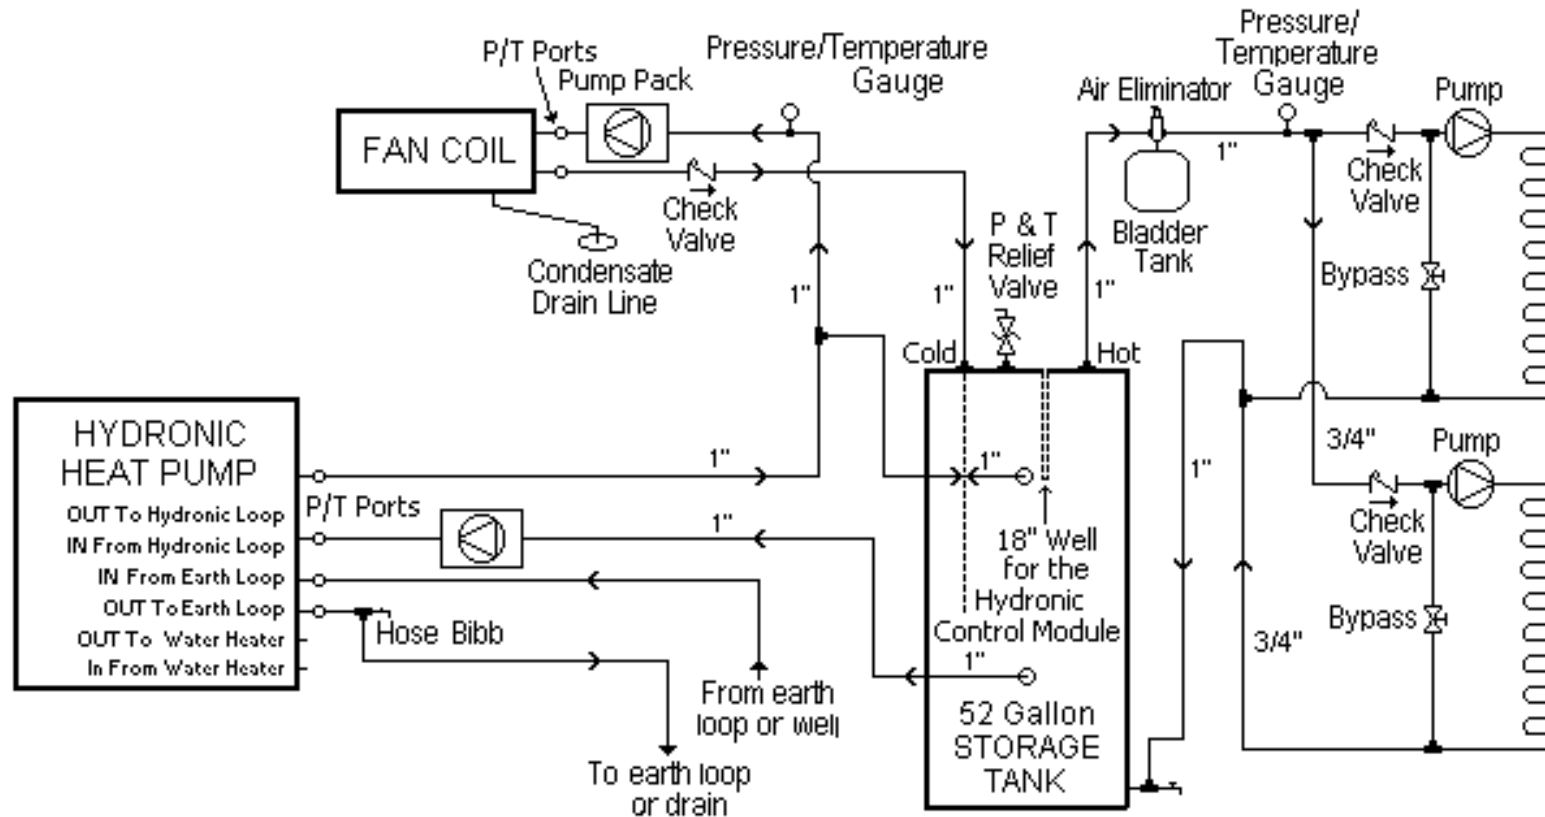 Pressure/
Temperature
Gauge
Pressure/Temperature
Gauge
P/T Ports
Pump Pack
Air Eliminator
Pump
FAN COIL
1"
Check
Valve
Check
Valve
P & T
Relief
Valve
Bladder
Tank
Condensate
Drain Line
Bypass
1"
1"
1"
Cold
Hot
HYDRONIC
HEAT PUMP
1"
1"
1"
3/4"
Pump
OUT To Hydronic Loop
P/T Ports
IN From Hydronic Loop
1"
18" Well
for the
Hydronic
Control Module
Check
Valve
IN From Earth Loop
OUT To Earth Loop
Hose Bibb
OUT To Water Heater
In From Water Heater
Bypass
3/4"
1"
From earth
loop or well
52 Gallon
STORAGE
TANK
To earth loop
or drain